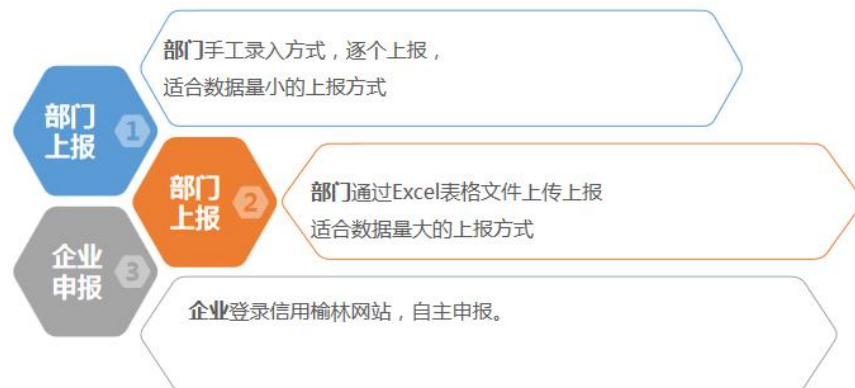 部门手工录入方式，逐个上报，
适合数据量小的上报方式
部门
上报
1
部门
上报
2
部门通过Excel表格文件上传上报
适合数据量大的上报方式
企业
申报
3
企业登录信用榆林网站，自主申报。